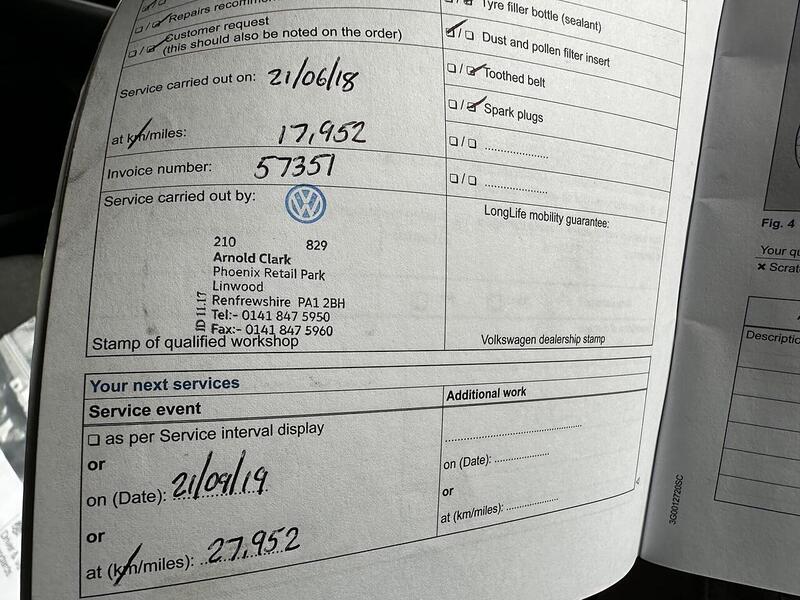 Repairs
Customer request
(this should also be noted on the order)
Service carried out on: 21/06/18
at km/miles: 17,952
Invoice number: 57351
Service carried out by:
210 829
Arnold Clark
Phoenix Retail Park
Linwood
Renfrewshire PA1 2BH
Tel:- 0141 847 5950
Fax:- 0141 847 5960
ID 11.17
Stamp of qualified workshop
Tyre filler bottle (sealant)
Dust and pollen filter insert
Toothed belt
Spark plugs
LongLife mobility guarantee:
Volkswagen dealership stamp
Your next services
Service event
as per Service interval display
or
on (Date): 21/09/19
or
at (km/miles): 27,952
Additional work
on (Date):
or
at (km/miles):
3G0012720SC
Fig. 4
Your